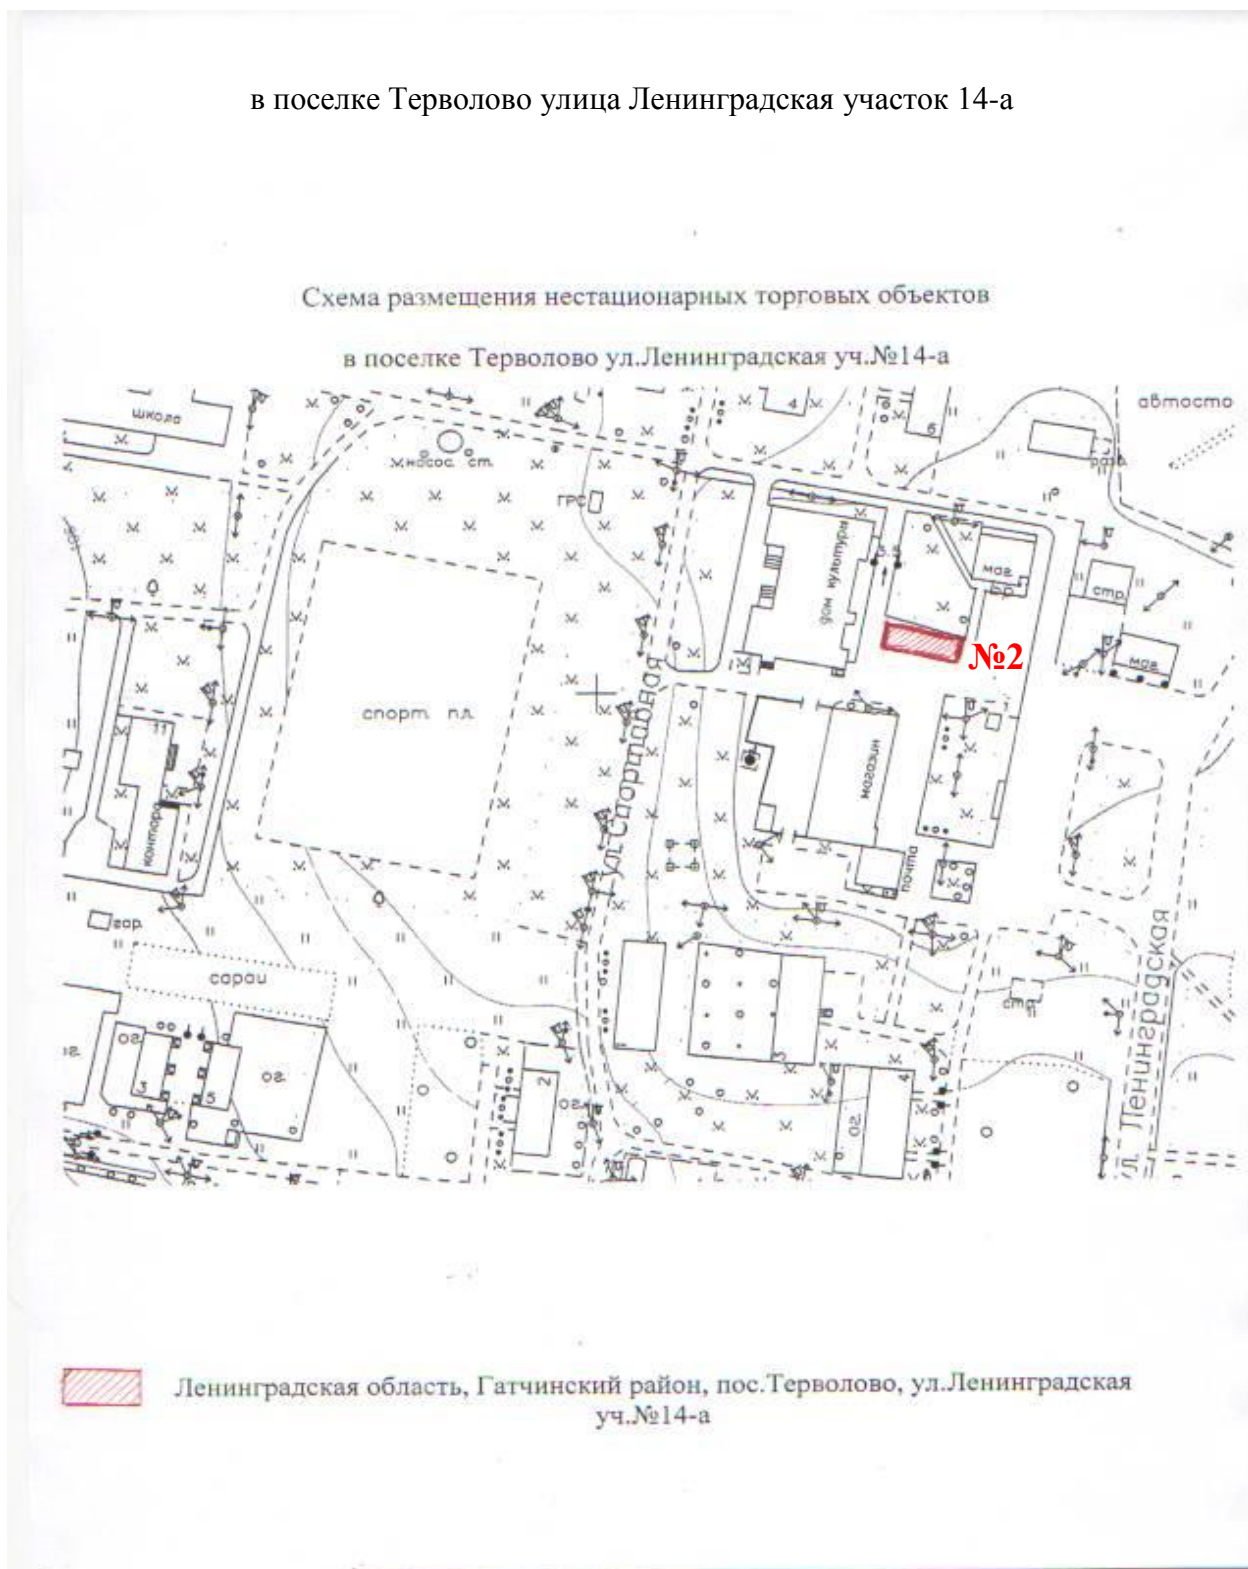 в поселке Терволово улица Ленинградская участок 14-а
Схема размещения нестационарных торговых объектов
в поселке Терволово ул.Ленинградская уч.№14-а
школа
насос. ст.
ГРС
4
6
автосто
дом культуры
маг.
стр.
маг.
№2
спорт. пл.
ул. Спортивная
11
контора
магазин
почта
гар.
сараи
стр.
ул. Ленинградская
ог.
3
5
ог.
2
ог.
1
3
ог.
4
Ленинградская область, Гатчинский район, пос.Терволово, ул.Ленинградская
уч.№14-а